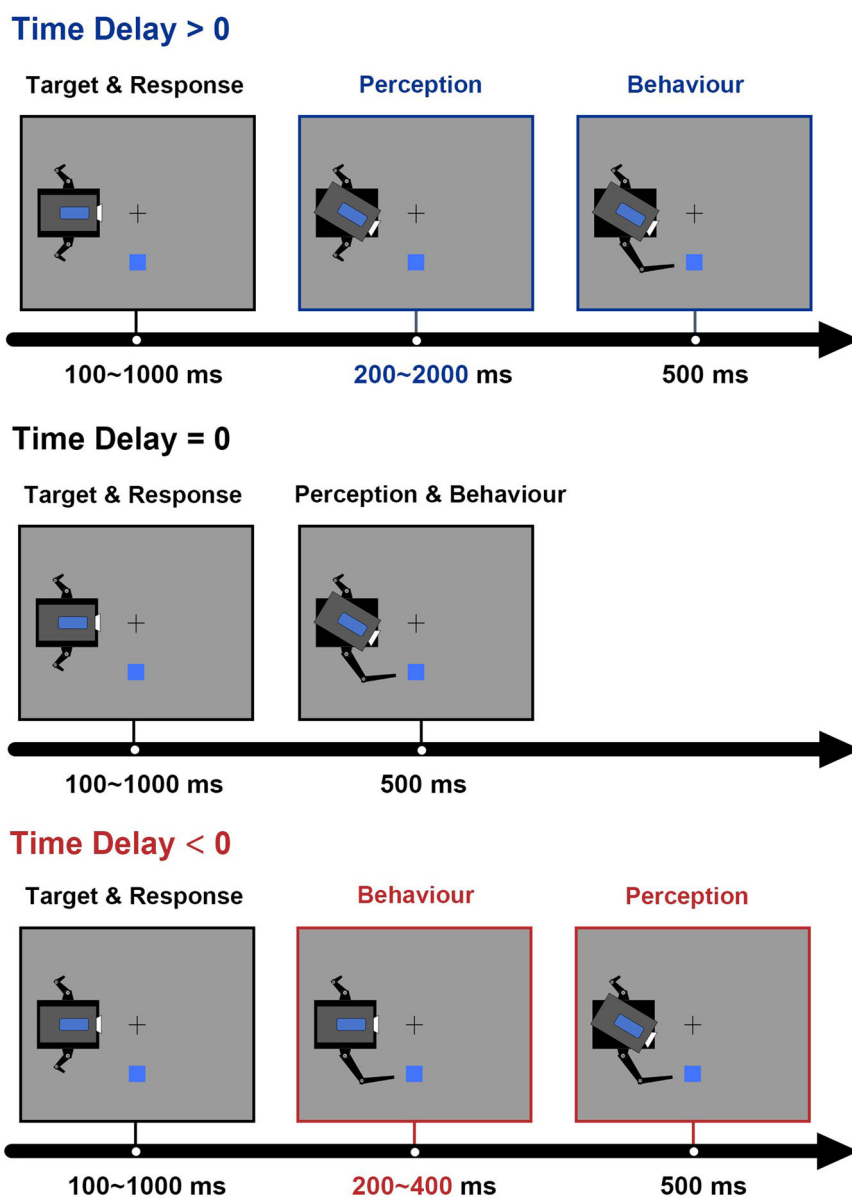 Time Delay > 0
Target & Response Perception Behaviour
100~1000 ms 200~2000 ms 500 ms
Time Delay = 0
Target & Response Perception & Behaviour
100~1000 ms 500 ms
Time Delay < 0
Target & Response Behaviour Perception
100~1000 ms 200~400 ms 500 ms